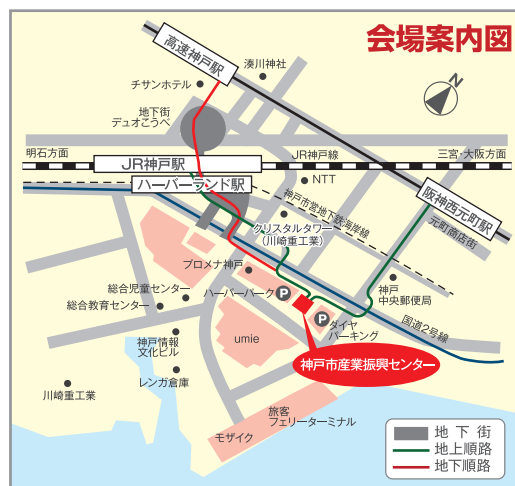 会場案内図
高速神戸駅
湊川神社
チサンホテル
N
地下街
デュオこうべ
明石方面
JR神戸線
三宮・大阪方面
JR神戸駅
ハーバーランド駅
NTT
阪神西元町駅
神戸市営地下鉄海岸線
元町商店街
クリスタルタワー
(川崎重工業)
プロメナ神戸
神戸
中央郵便局
総合児童センター
ハーバーパーク
P
総合教育センター
P
ダイヤ
パーキング
国道2号線
神戸情報
文化ビル
umie
神戸市産業振興センター
レンガ倉庫
川崎重工業
旅客
フェリーターミナル
モザイク
地下街
地上順路
地下順路